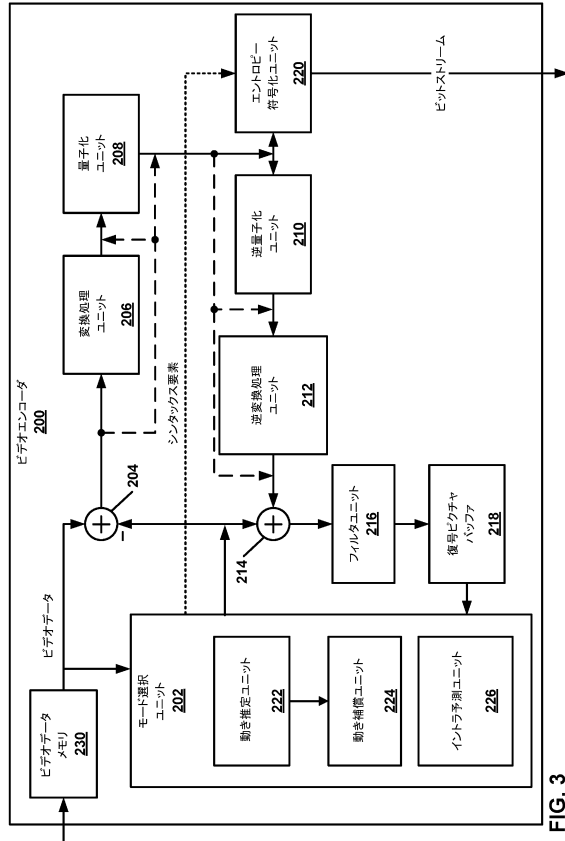 ビデオエンコーダ
200
ビデオデータ
メモリ
230
ビデオデータ
204
変換処理
ユニット
206
量子化
ユニット
208
シンタックス要素
モード選択
ユニット
202
動き推定ユニット
222
動き補償ユニット
224
イントラ予測ユニット
226
214
逆変換処理
ユニット
212
逆量子化
ユニット
210
エントロピー
符号化ユニット
220
フィルタユニット
216
復号ピクチャ
バッファ
218
ビットストリーム
FIG. 3